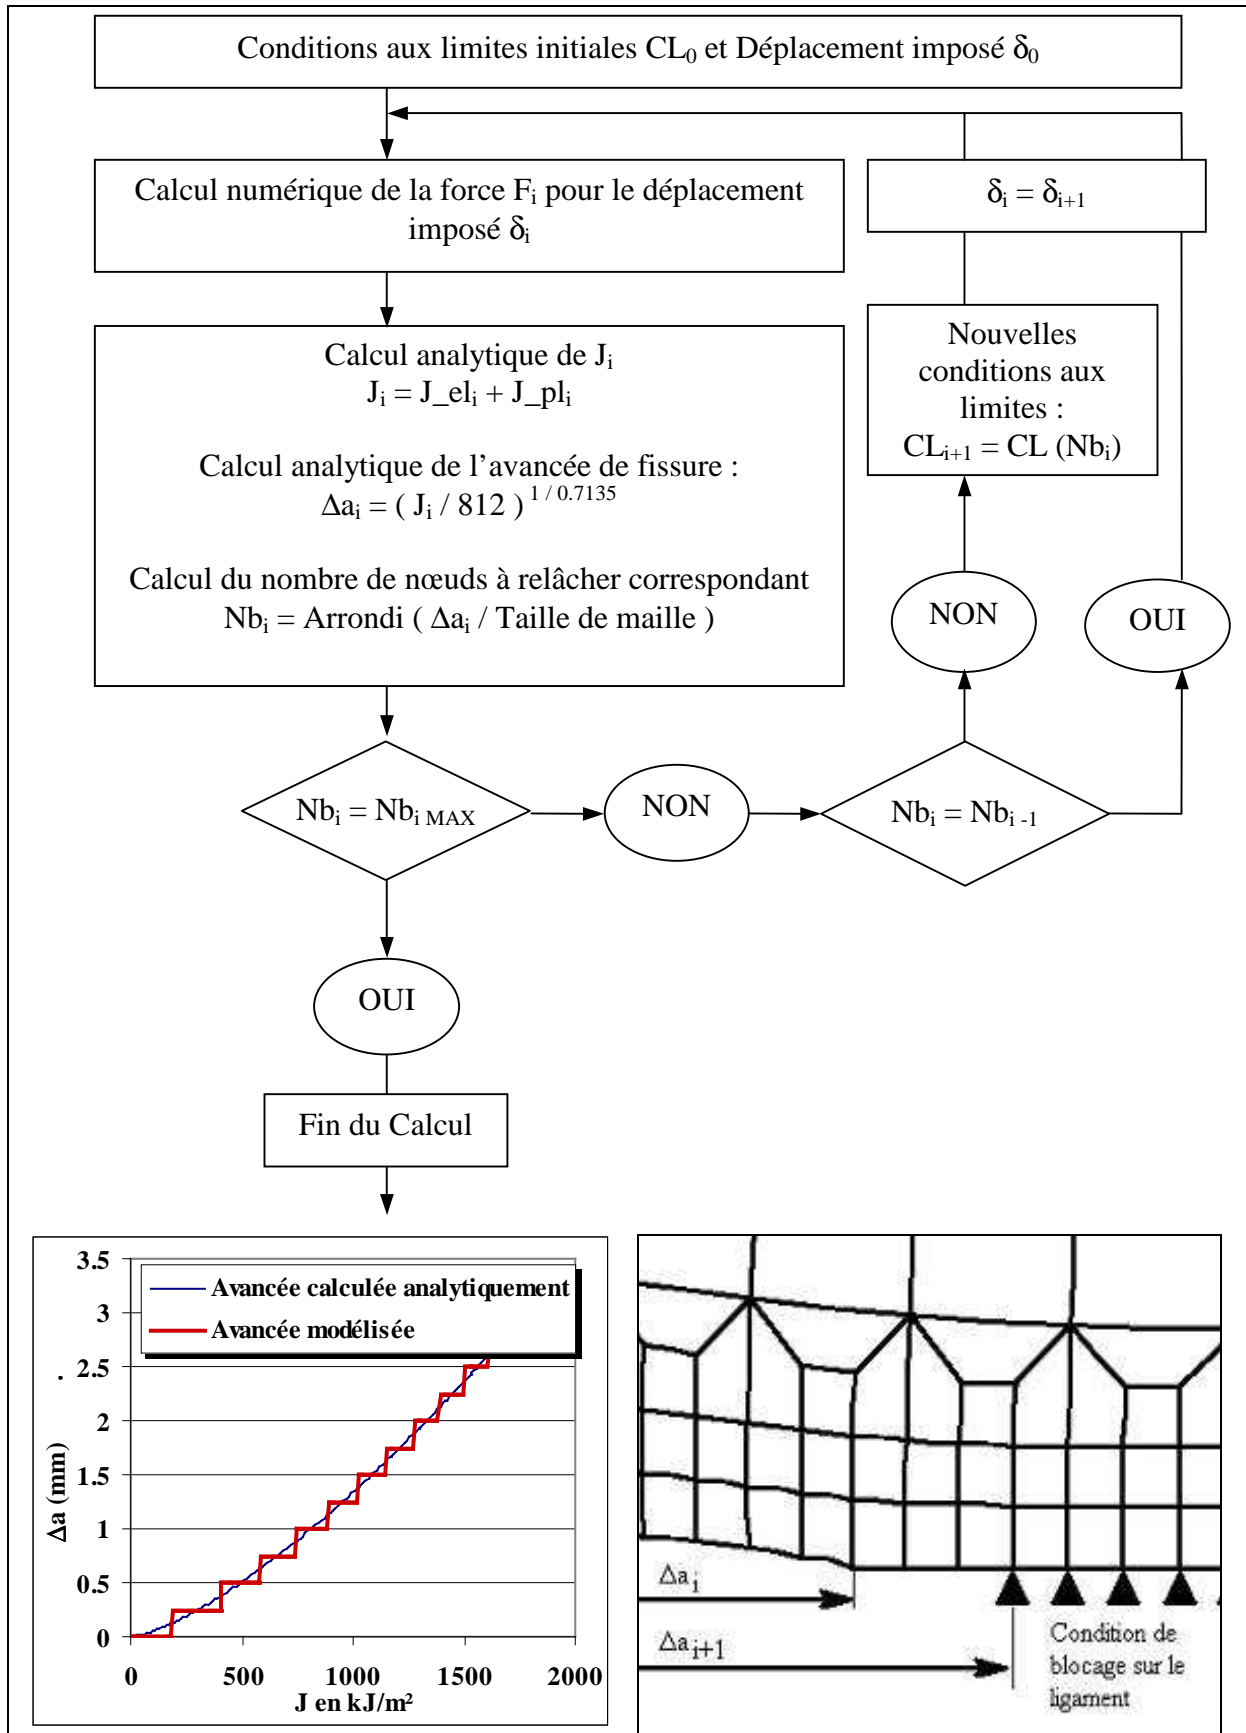 Conditions aux limites initiales CL₀ et Déplacement imposé δ₀
Calcul numérique de la force Fᵢ pour le déplacement
imposé δᵢ
δᵢ = δᵢ₊₁
Calcul analytique de Jᵢ
Jᵢ = J_elᵢ + J_plᵢ
Calcul analytique de l’avancée de fissure :
Δaᵢ = ( Jᵢ / 812 ) ^1 / 0.7135
Calcul du nombre de nœuds à relâcher correspondant
Nbᵢ = Arrondi ( Δaᵢ / Taille de maille )
Nouvelles
conditions aux
limites :
CLᵢ₊₁ = CL (Nbᵢ)
NON
OUI
Nbᵢ = Nbᵢ MAX
NON
Nbᵢ = Nbᵢ ₋₁
OUI
Fin du Calcul
Avancée calculée analytiquement
Avancée modélisée
3.5
3
2.5
2
1.5
1
0.5
0
Δa (mm)
0
500
1000
1500
2000
J en kJ/m²
Δaᵢ
Δaᵢ₊₁
Condition de
blocage sur le
ligament